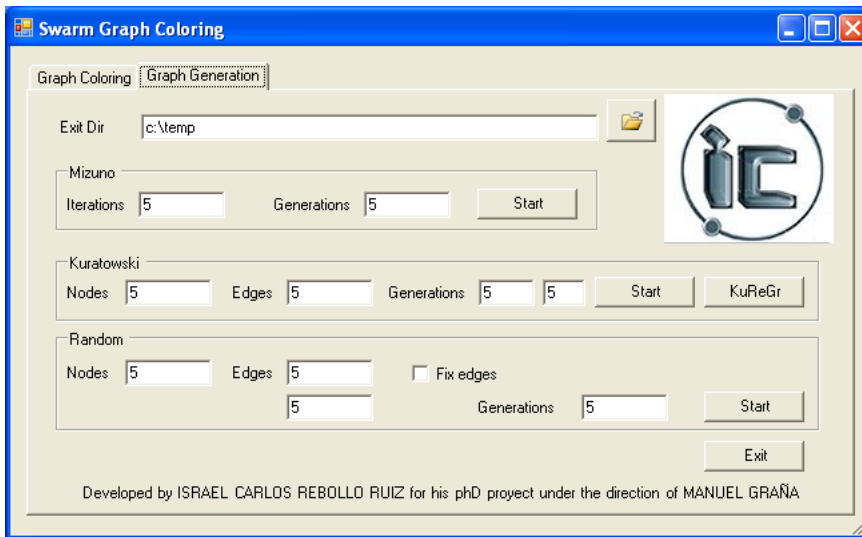 Swarm Graph Coloring
Graph Coloring Graph Generation
Exit Dir c:\temp
ic
Mizuno
Iterations 5 Generations 5 Start
Kuratowski
Nodes 5 Edges 5 Generations 5 5 Start KuReGr
Random
Nodes 5 Edges 5 Fix edges
5 Generations 5 Start
Exit
Developed by ISRAEL CARLOS REBOLLO RUIZ for his phD proyect under the direction of MANUEL GRAÑA